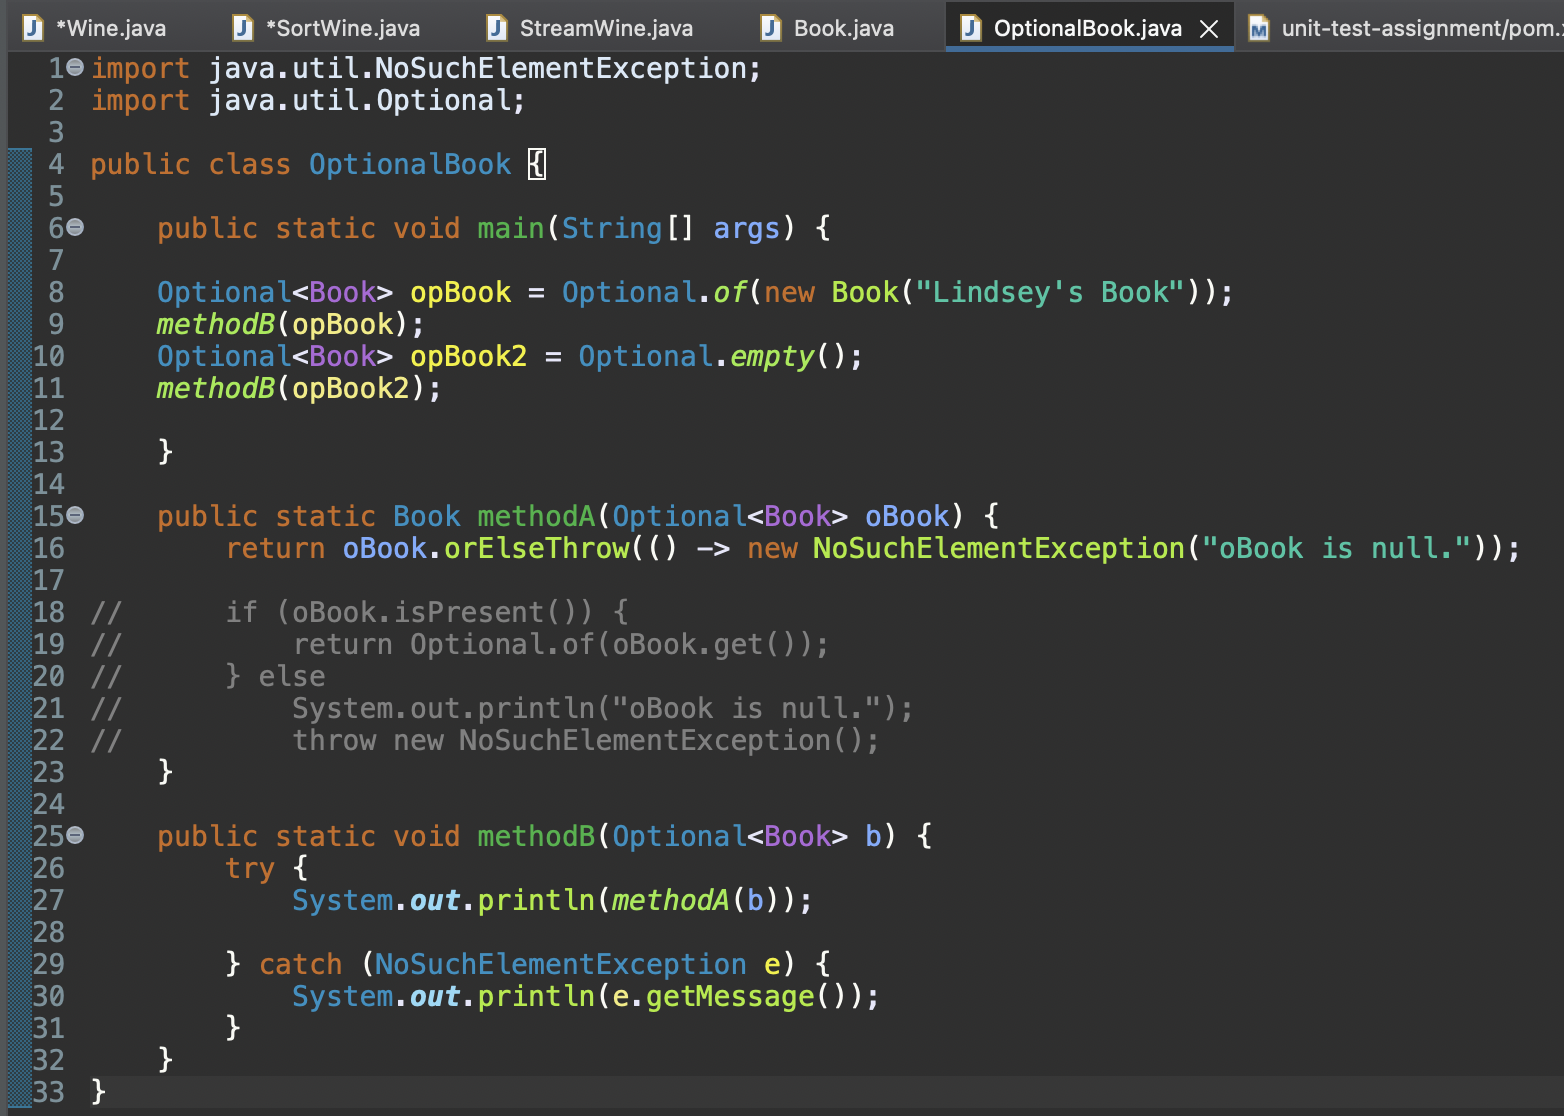 *Wine.java *SortWine.java StreamWine.java Book.java OptionalBook.java unit-test-assignment/pom.
1 import java.util.NoSuchElementException;
2 import java.util.Optional;
3
4 public class OptionalBook {
5
6     public static void main(String[] args) {
7
8     Optional<Book> opBook = Optional.of(new Book("Lindsey's Book"));
9     methodB(opBook);
10     Optional<Book> opBook2 = Optional.empty();
11     methodB(opBook2);
12
13     }
14
15     public static Book methodA(Optional<Book> oBook) {
16         return oBook.orElseThrow(() -> new NoSuchElementException("oBook is null."));
17
18 //      if (oBook.isPresent()) {
19 //          return Optional.of(oBook.get());
20 //      } else
21 //          System.out.println("oBook is null.");
22 //          throw new NoSuchElementException();
23     }
24
25     public static void methodB(Optional<Book> b) {
26         try {
27             System.out.println(methodA(b));
28
29         } catch (NoSuchElementException e) {
30             System.out.println(e.getMessage());
31         }
32     }
33 }